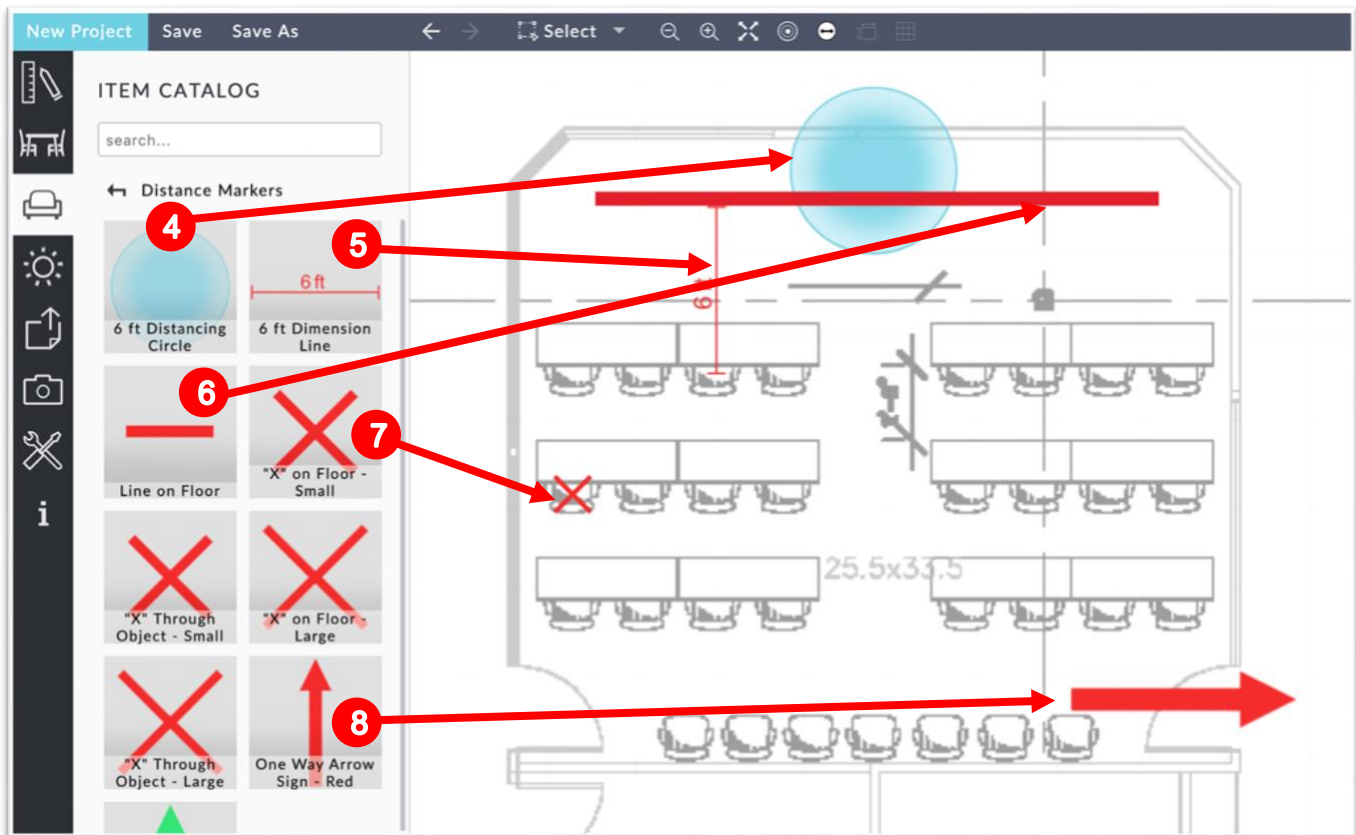 New Project Save Save As Select
ITEM CATALOG
search...
Distance Markers
4
5
6 ft
6 ft Distancing
Circle
6 ft Dimension
Line
6
7
Line on Floor
"X" on Floor -
Small
"X" Through
Object - Small
"X" on Floor -
Large
8
"X" Through
Object - Large
One Way Arrow
Sign - Red
i
6 ft
25.5x33.5